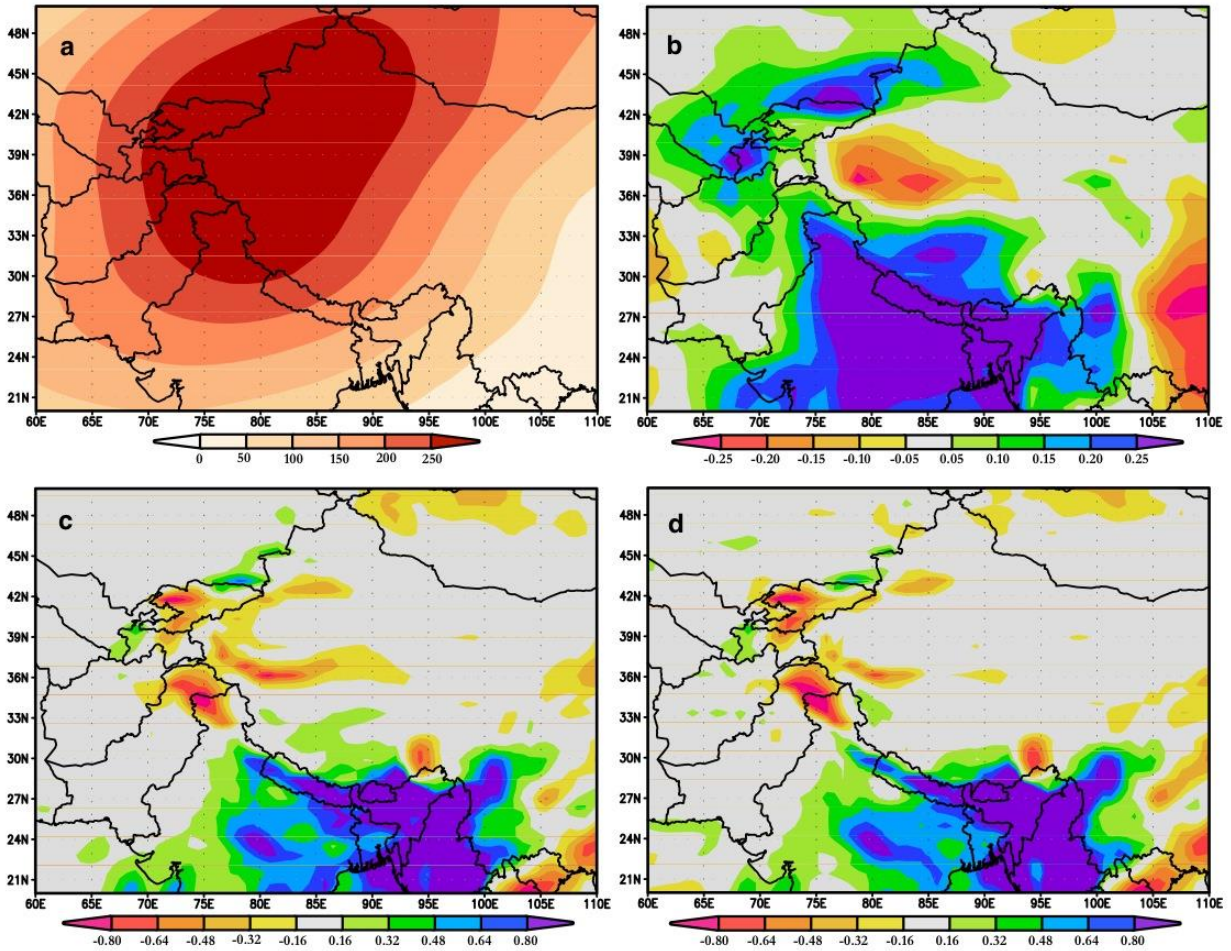 a
48N
45N
42N
39N
36N
33N
30N
27N
24N
21N
60E 65E 70E 75E 80E 85E 90E 95E 100E 105E 110E
0 50 100 150 200 250
b
48N
45N
42N
39N
36N
33N
30N
27N
24N
21N
60E 65E 70E 75E 80E 85E 90E 95E 100E 105E 110E
-0.25 -0.20 -0.15 -0.10 -0.05 0.05 0.10 0.15 0.20 0.25
c
48N
45N
42N
39N
36N
33N
30N
27N
24N
21N
60E 65E 70E 75E 80E 85E 90E 95E 100E 105E 110E
-0.80 -0.64 -0.48 -0.32 -0.16 0.16 0.32 0.48 0.64 0.80
d
48N
45N
42N
39N
36N
33N
30N
27N
24N
21N
60E 65E 70E 75E 80E 85E 90E 95E 100E 105E 110E
-0.80 -0.64 -0.48 -0.32 -0.16 0.16 0.32 0.48 0.64 0.80